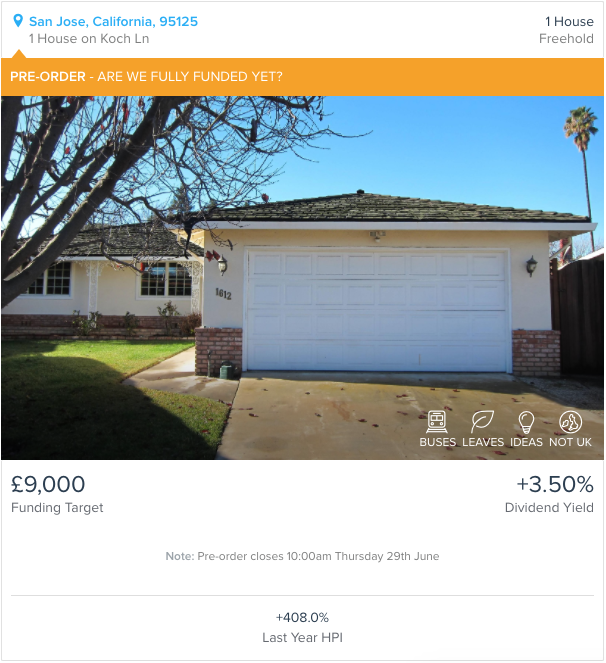 San Jose, California, 95125
1 House
1 House on Koch Ln
Freehold
PRE-ORDER - ARE WE FULLY FUNDED YET?
1612
BUSES LEAVES IDEAS NOT UK
£9,000
+3.50%
Funding Target
Dividend Yield
Note: Pre-order closes 10:00am Thursday 29th June
+408.0%
Last Year HPI